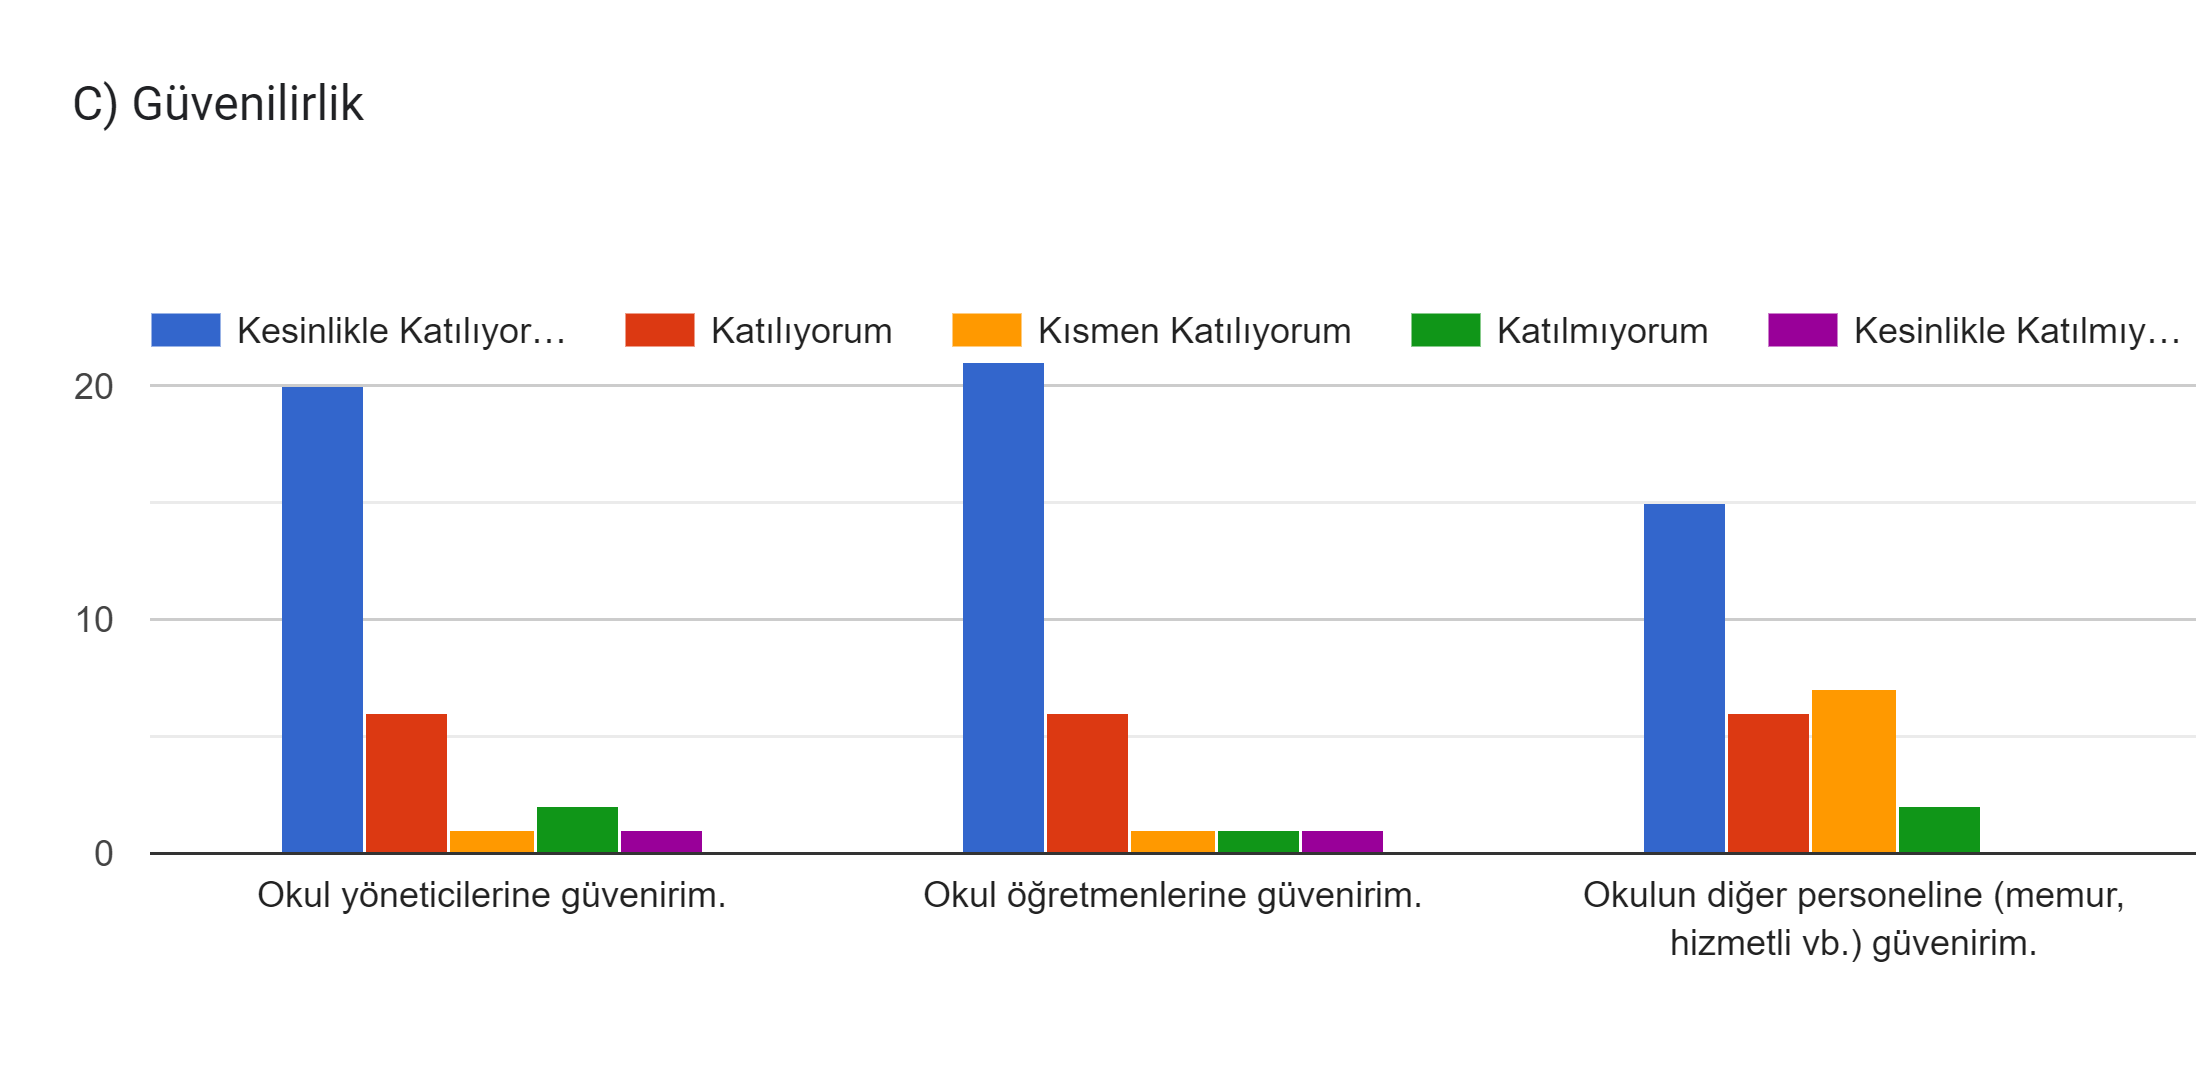 C) Güvenilirlik
Kesinlikle Katılıyor…
Katılıyorum
Kısmen Katılıyorum
Katılmıyorum
Kesinlikle Katılmıy…
20
10
0
Okul yöneticilerine güvenirim.
Okul öğretmenlerine güvenirim.
Okulun diğer personeline (memur,
hizmetli vb.) güvenirim.